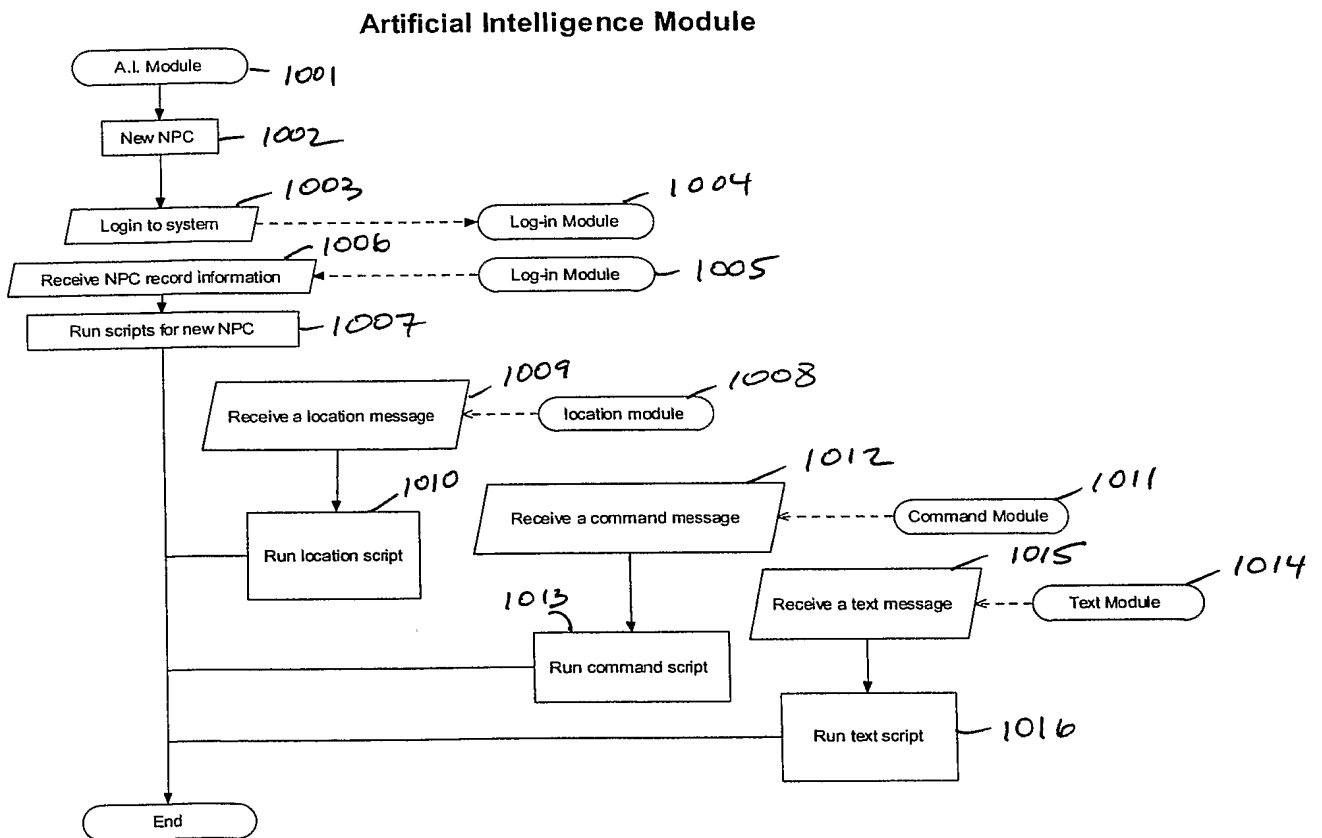 Artificial Intelligence Module
A.I. Module
1001
New NPC
1002
1003
1004
Login to system
Log-in Module
1006
Receive NPC record information
Log-in Module
1005
Run scripts for new NPC
1007
1009
1008
Receive a location message
location module
1010
Run location script
1012
1011
Receive a command message
Command Module
1015
1014
Receive a text message
Text Module
1013
Run command script
Run text script
1016
End